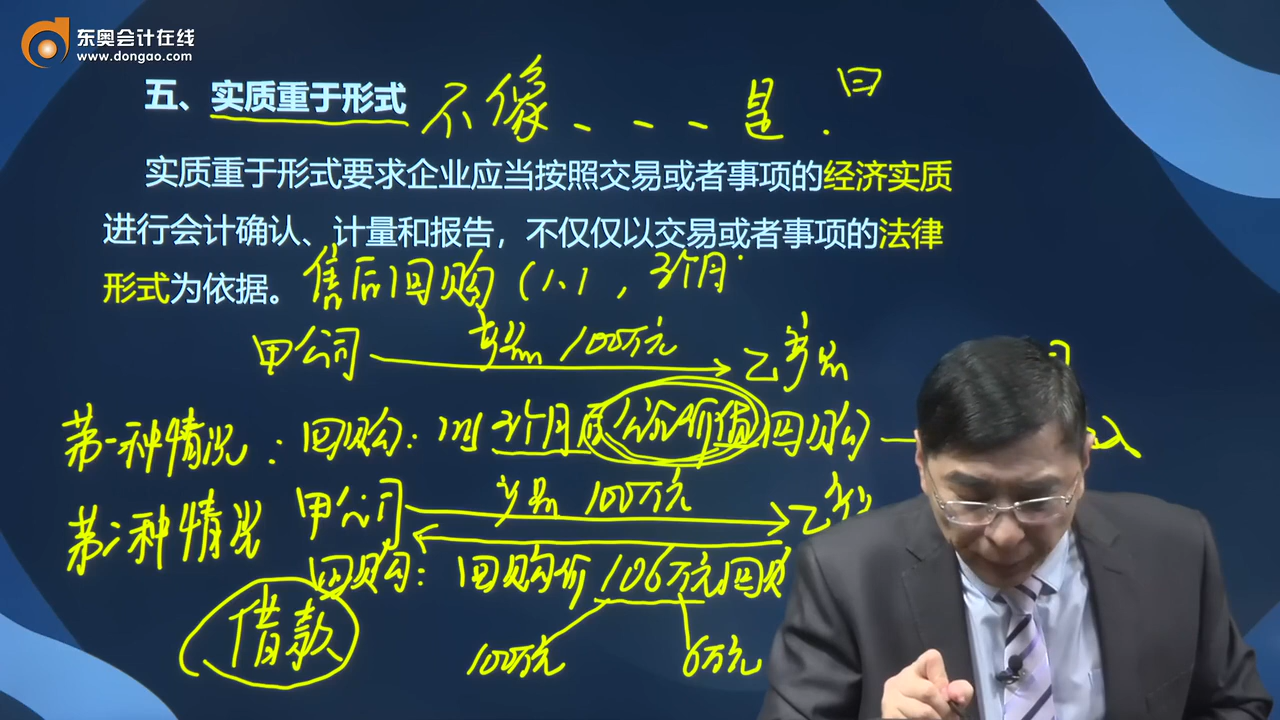 东奥会计在线
www.dongao.com
五、实质重于形式 不像 - - - 是.
实质重于形式要求企业应当按照交易或者事项的经济实质
进行会计确认、计量和报告，不仅仅以交易或者事项的法律
形式为依据。 售后回购 (1.1, 3个月
甲公司 商品 100万元 乙
第一种情况：回购：3个月 公允价值 回购
第二种情况 甲公司 商品 100万元 乙
回购：回购价106万元回购
借款 100万元 6万元